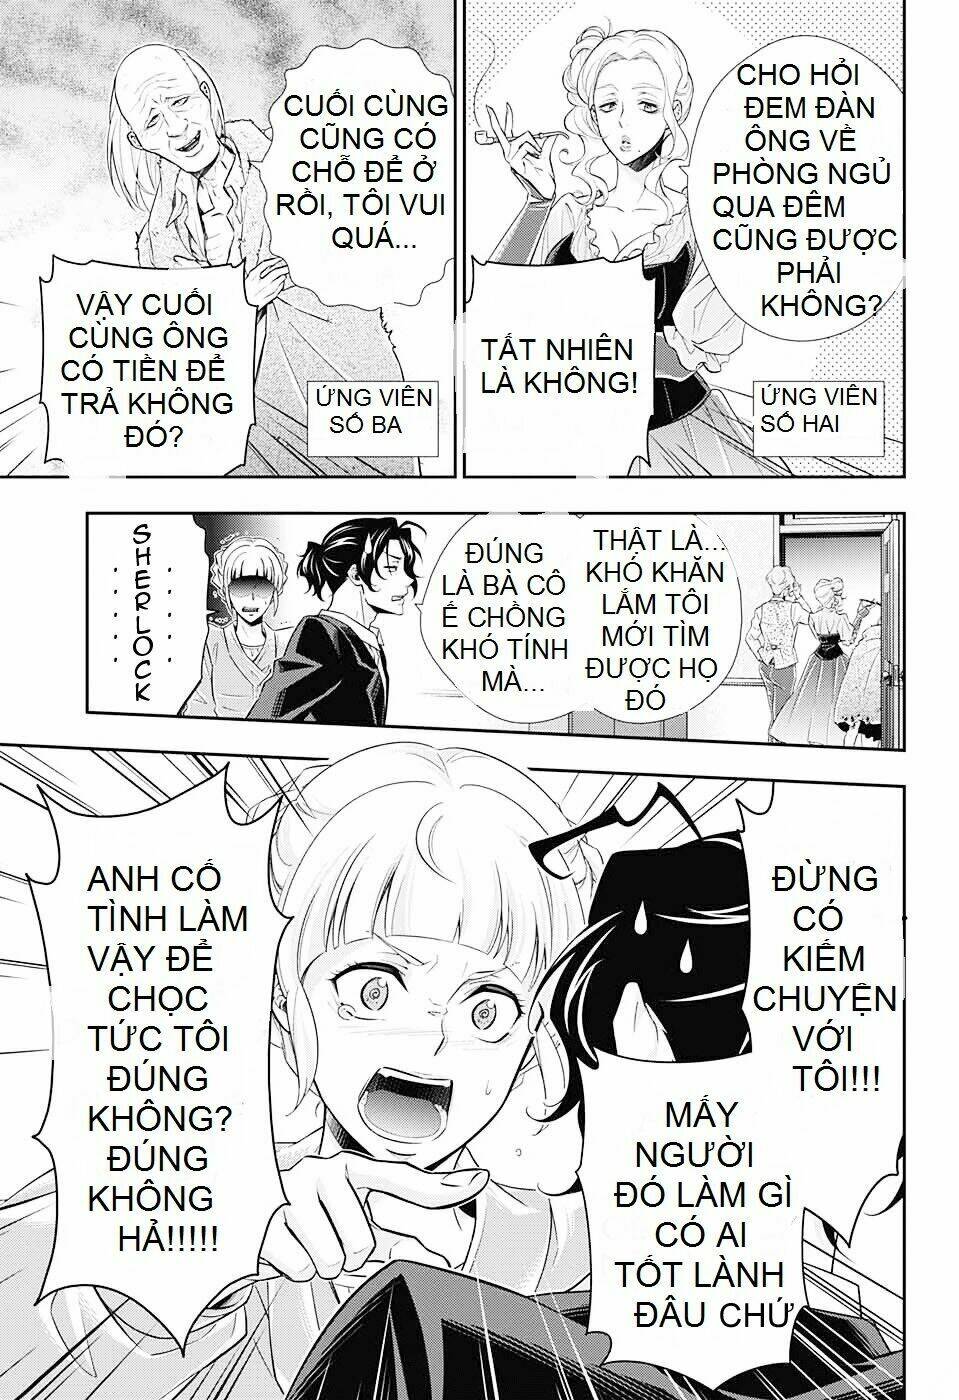 CHO HỎI
ĐEM ĐÀN
ÔNG VỀ
PHÒNG NGỦ
QUA ĐÊM
CŨNG ĐƯỢC
PHẢI
KHÔNG?
TẤT NHIÊN
LÀ KHÔNG!
ỨNG VIÊN
SỐ HAI
CUỐI CÙNG
CŨNG CÓ
CHỖ ĐỂ Ở
RỒI, TÔI VUI
QUÁ...
VẬY CUỐI
CÙNG ÔNG
CÓ TIỀN ĐỂ
TRẢ KHÔNG
ĐÓ?
ỨNG VIÊN
SỐ BA
THẬT LÀ...
KHÓ KHĂN
LẮM TÔI
MỚI TÌM
ĐƯỢC HỌ
ĐÓ
ĐÚNG
LÀ BÀ CÔ
Ế CHỒNG
KHÓ TÍNH
MÀ...
SHERLOCK
ĐỪNG
CÓ
KIẾM
CHUYỆN
VỚI
TÔI!!!
MẤY
NGƯỜI
ĐÓ LÀM GÌ
CÓ AI
TỐT LÀNH
ĐÂU CHỨ
ANH CỐ
TÌNH LÀM
VẬY ĐỂ
CHỌC
TỨC TÔI
ĐÚNG
KHÔNG?
ĐÚNG
KHÔNG
HẢ!!!!!